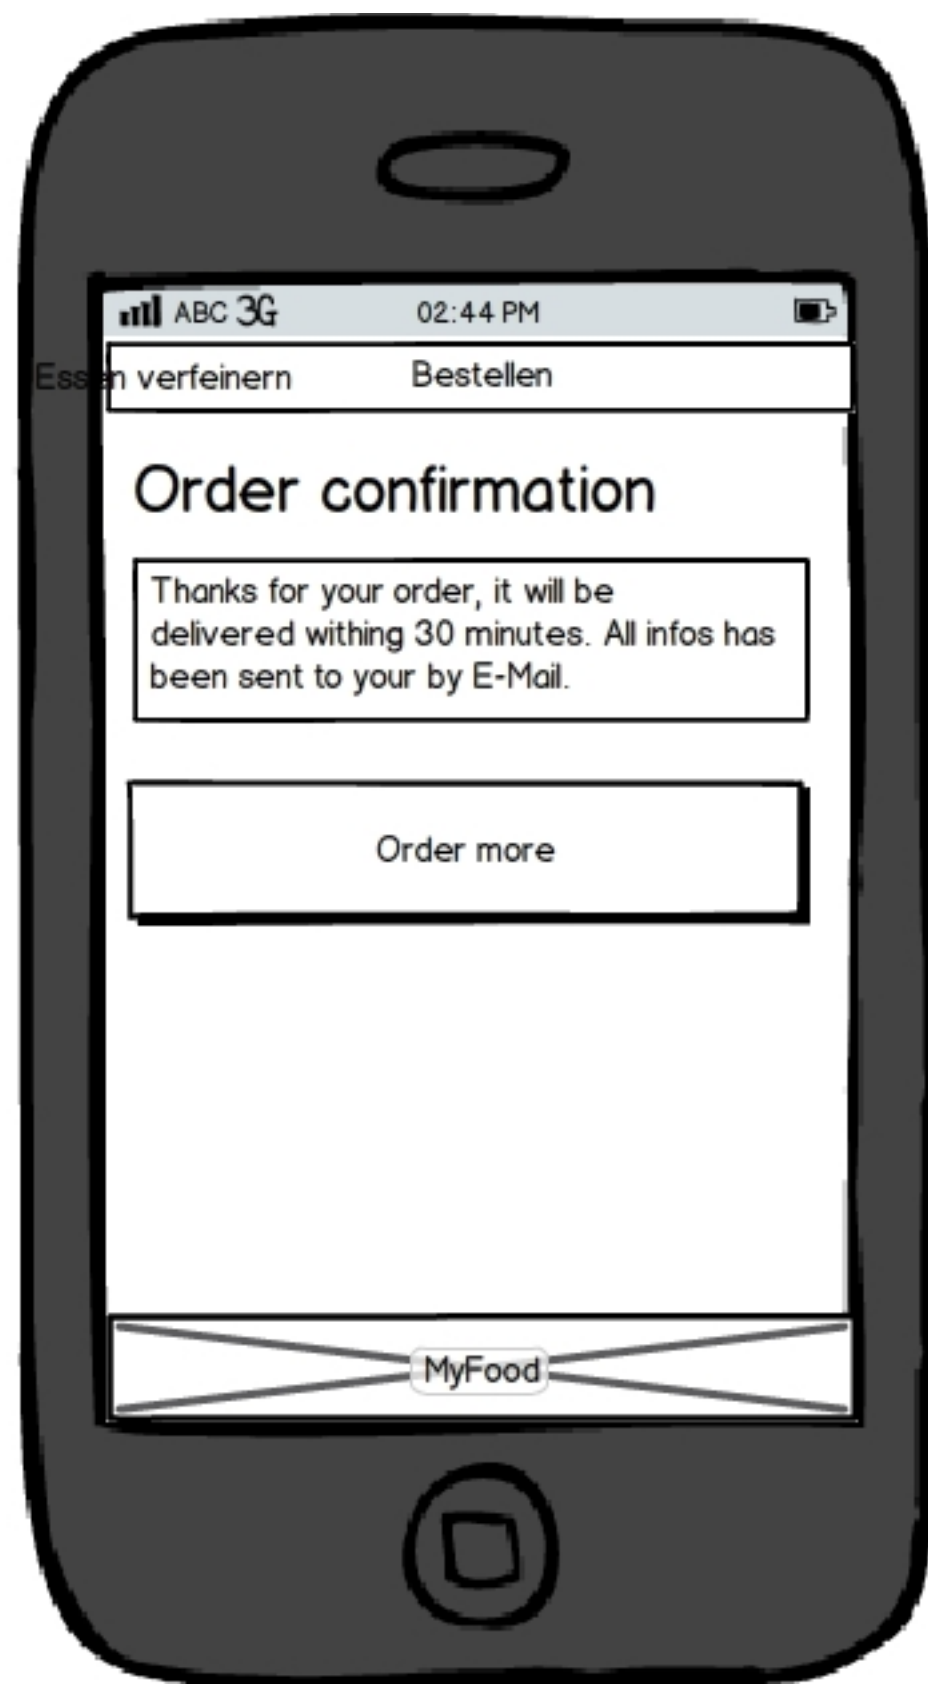 ABC 3G 02:44 PM
Essen verfeinern Bestellen
Order confirmation
Thanks for your order, it will be
delivered withing 30 minutes. All infos has
been sent to your by E-Mail.
Order more
MyFood